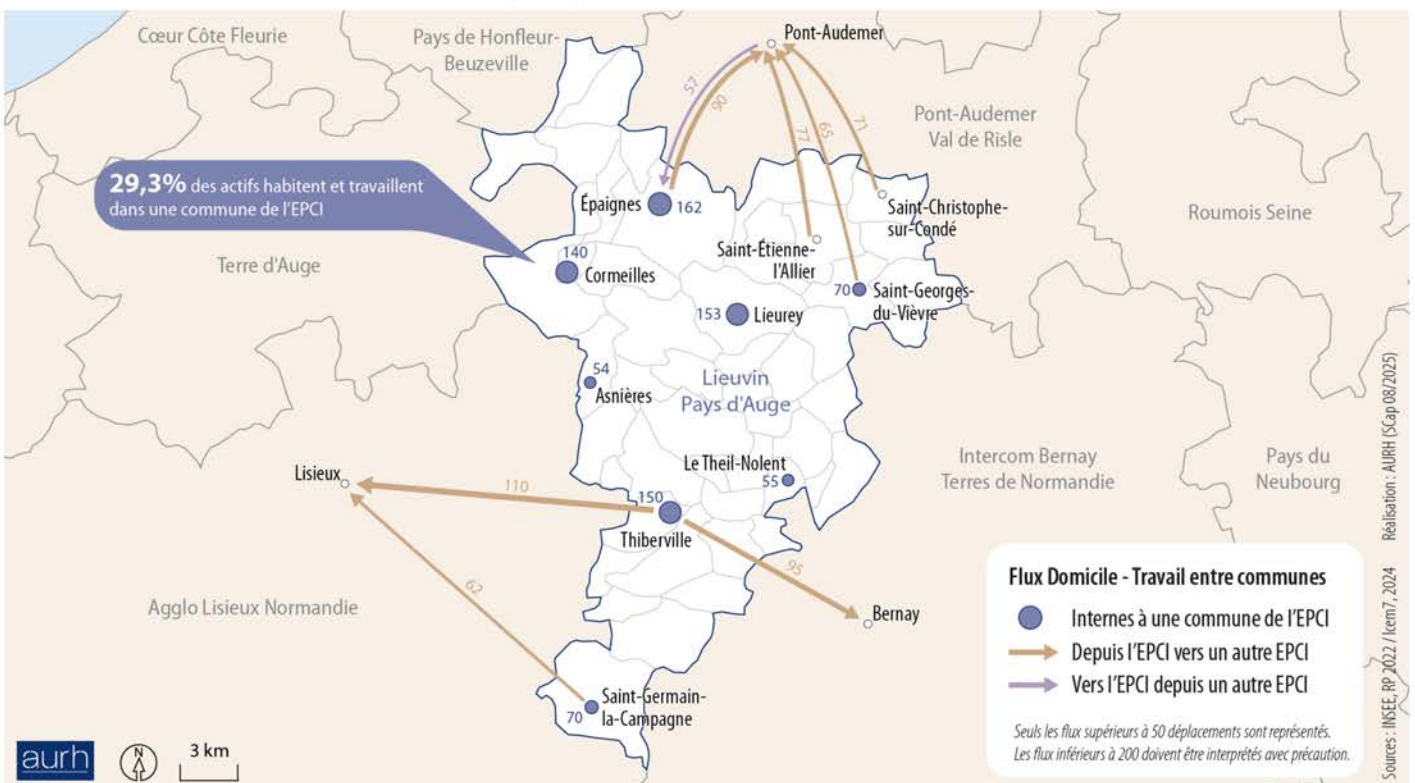 Cœur Côte Fleurie
Pays de Honfleur-
Beuzeville
Pont-Audemer
57
90
77
65
71
Pont-Audemer
Val de Risle
29,3% des actifs habitent et travaillent
dans une commune de l'EPCI
Épaignes
162
Saint-Christophe-
sur-Condé
Roumois Seine
Saint-Étienne-
l'Allier
Terre d'Auge
140
Cormeilles
70
Saint-Georges-
du-Vièvre
153
Lieurey
54
Asnières
Lieuvin
Pays d'Auge
Lisieux
Le Theil-Nolent
55
Intercom Bernay
Terres de Normandie
Pays du
Neubourg
110
150
Thiberville
95
62
Agglo Lisieux Normandie
Bernay
Saint-Germain-
la-Campagne
70
Flux Domicile - Travail entre communes
Internes à une commune de l'EPCI
Depuis l'EPCI vers un autre EPCI
Vers l'EPCI depuis un autre EPCI
Seuls les flux supérieurs à 50 déplacements sont représentés.
Les flux inférieurs à 200 doivent être interprétés avec précaution.
aurh
N
3 km
Sources : INSEE, RP 2022 / Icem7, 2024 Réalisation : AURH (SCap 08/2025)